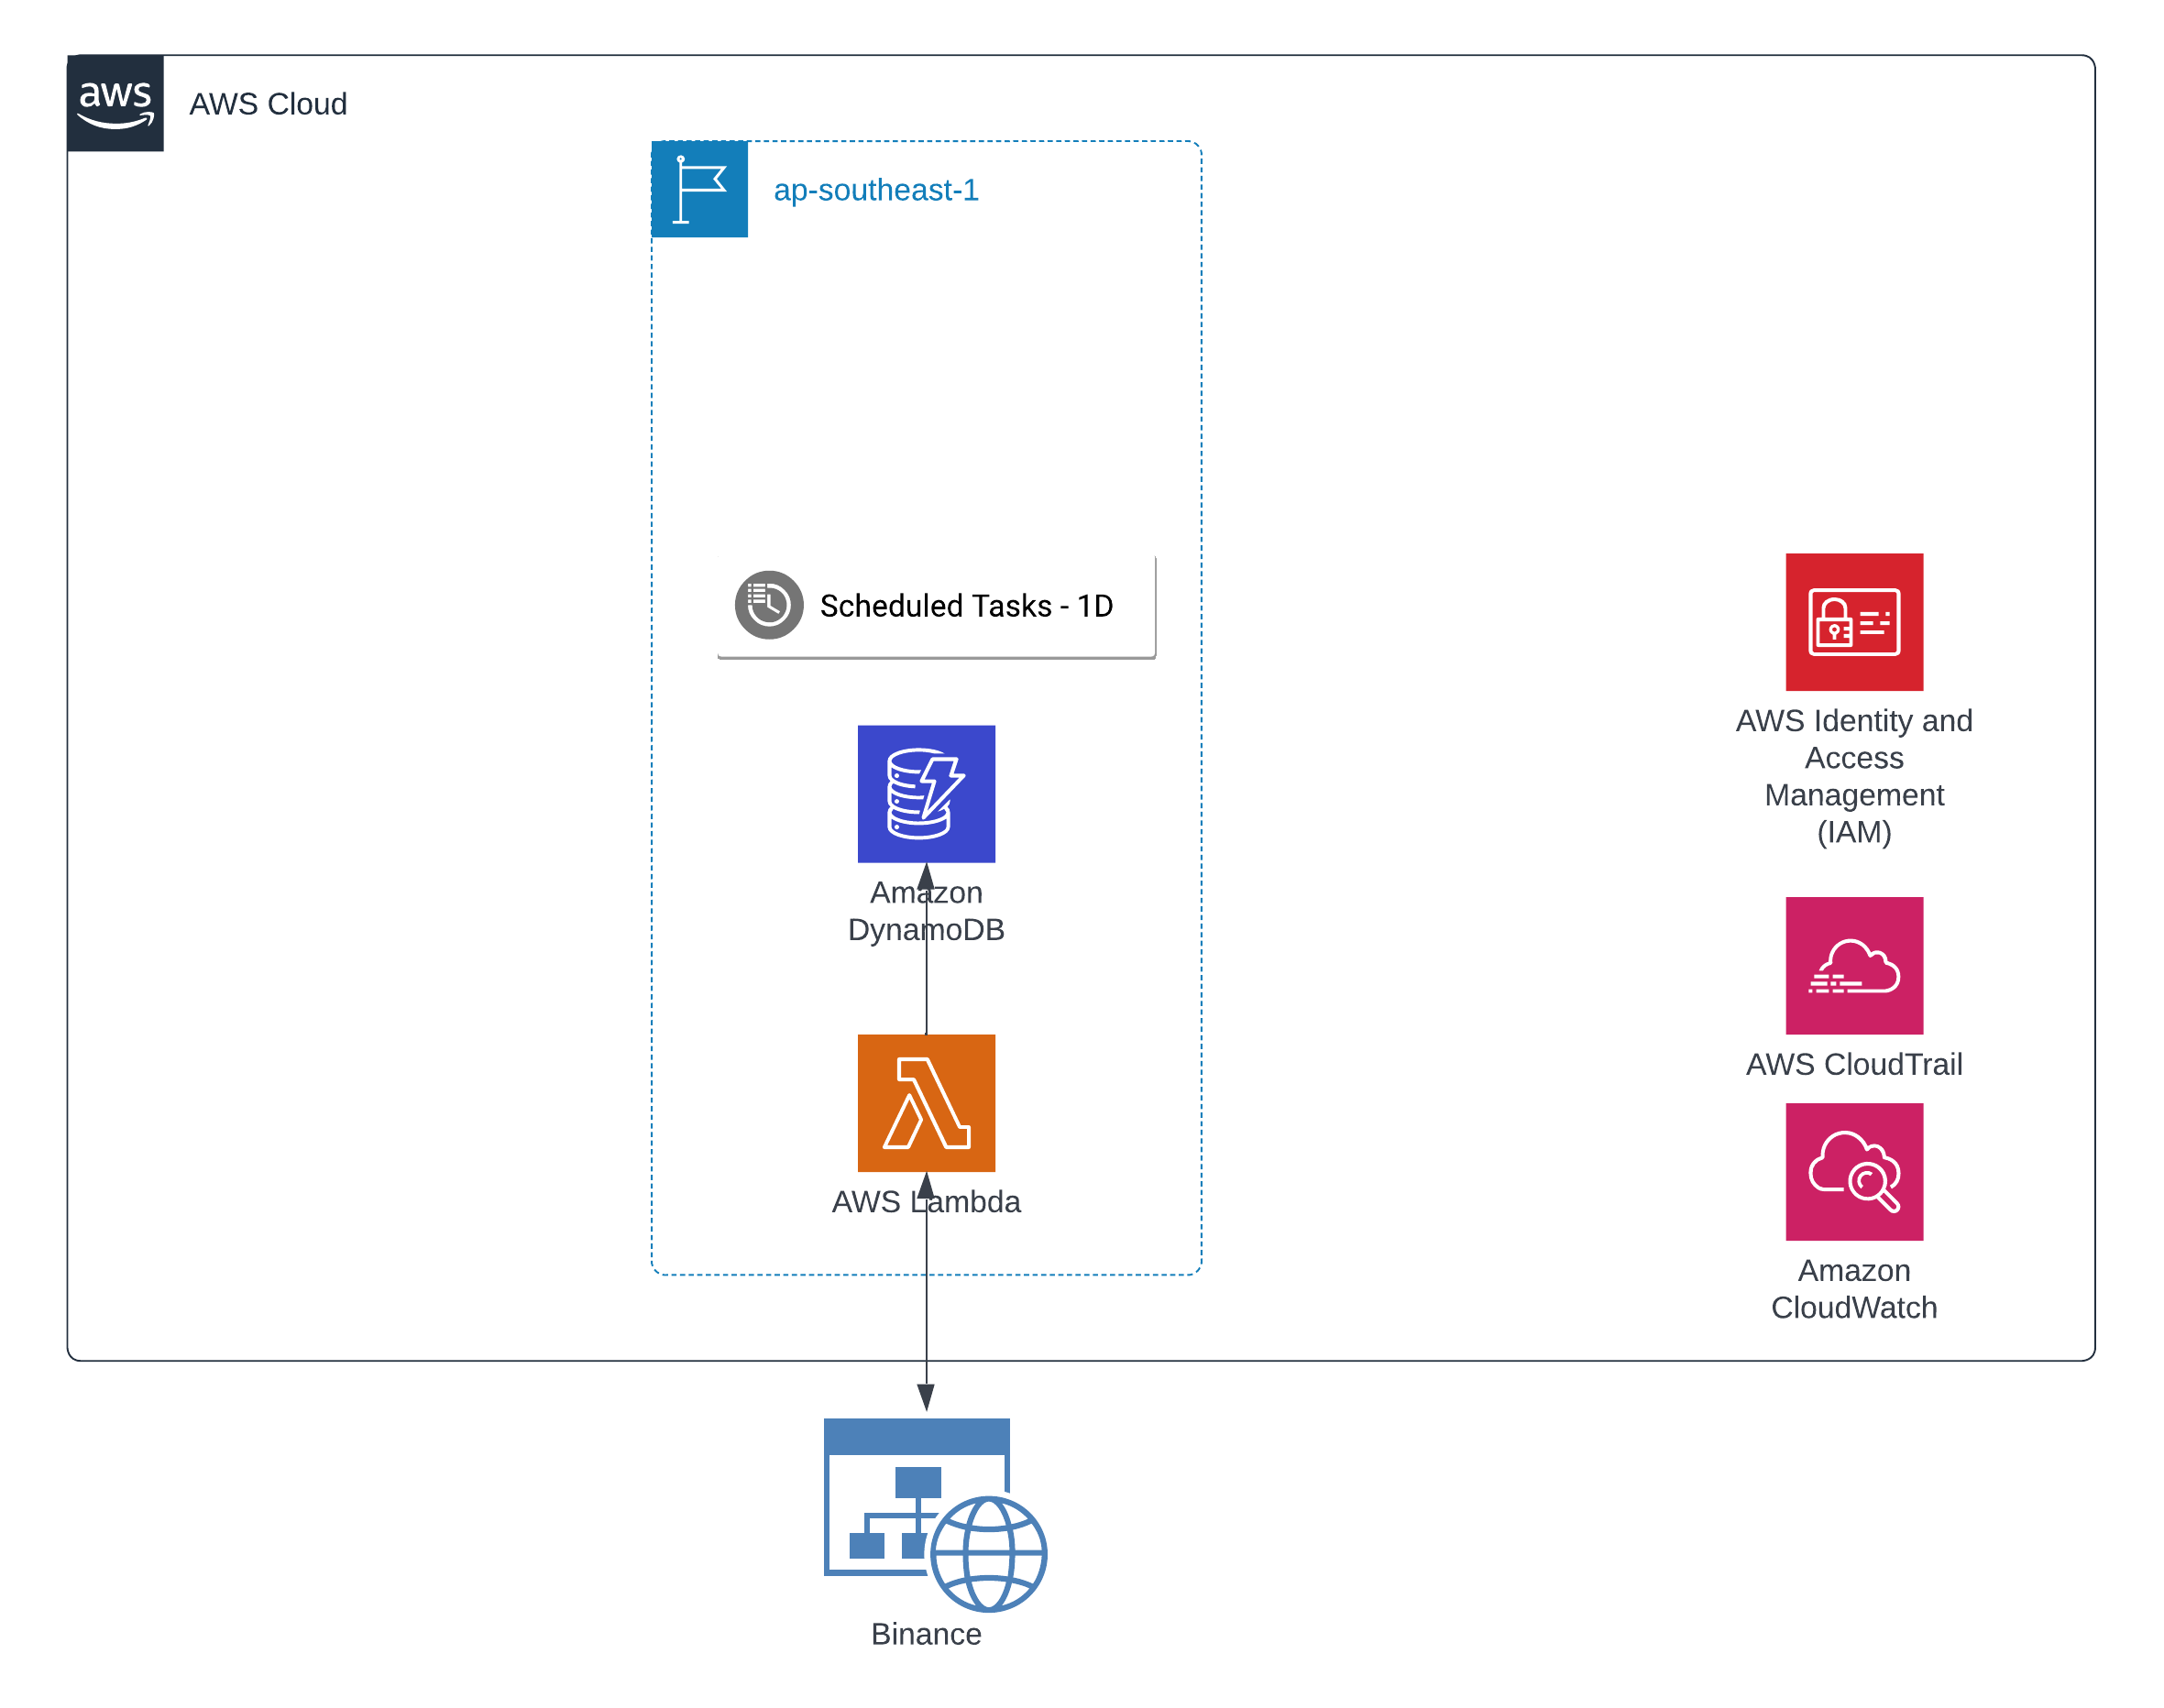 aws
AWS Cloud
ap-southeast-1
Scheduled Tasks - 1D
Amazon
DynamoDB
AWS Lambda
AWS Identity and
Access
Management
(IAM)
AWS CloudTrail
Amazon
CloudWatch
Binance